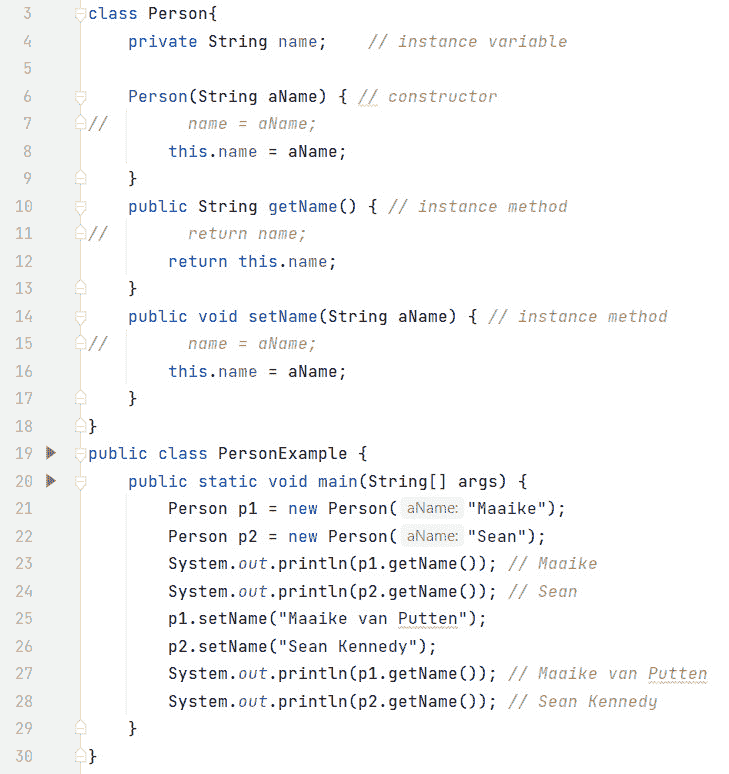 3 class Person{
4     private String name;    // instance variable
5
6     Person(String aName) { // constructor
7 //        name = aName;
8         this.name = aName;
9     }
10     public String getName() { // instance method
11 //        return name;
12         return this.name;
13     }
14     public void setName(String aName) { // instance method
15 //        name = aName;
16         this.name = aName;
17     }
18 }
19 public class PersonExample {
20     public static void main(String[] args) {
21         Person p1 = new Person( aName: "Maaike");
22         Person p2 = new Person( aName: "Sean");
23         System.out.println(p1.getName()); // Maaike
24         System.out.println(p2.getName()); // Sean
25         p1.setName("Maaike van Putten");
26         p2.setName("Sean Kennedy");
27         System.out.println(p1.getName()); // Maaike van Putten
28         System.out.println(p2.getName()); // Sean Kennedy
29     }
30 }